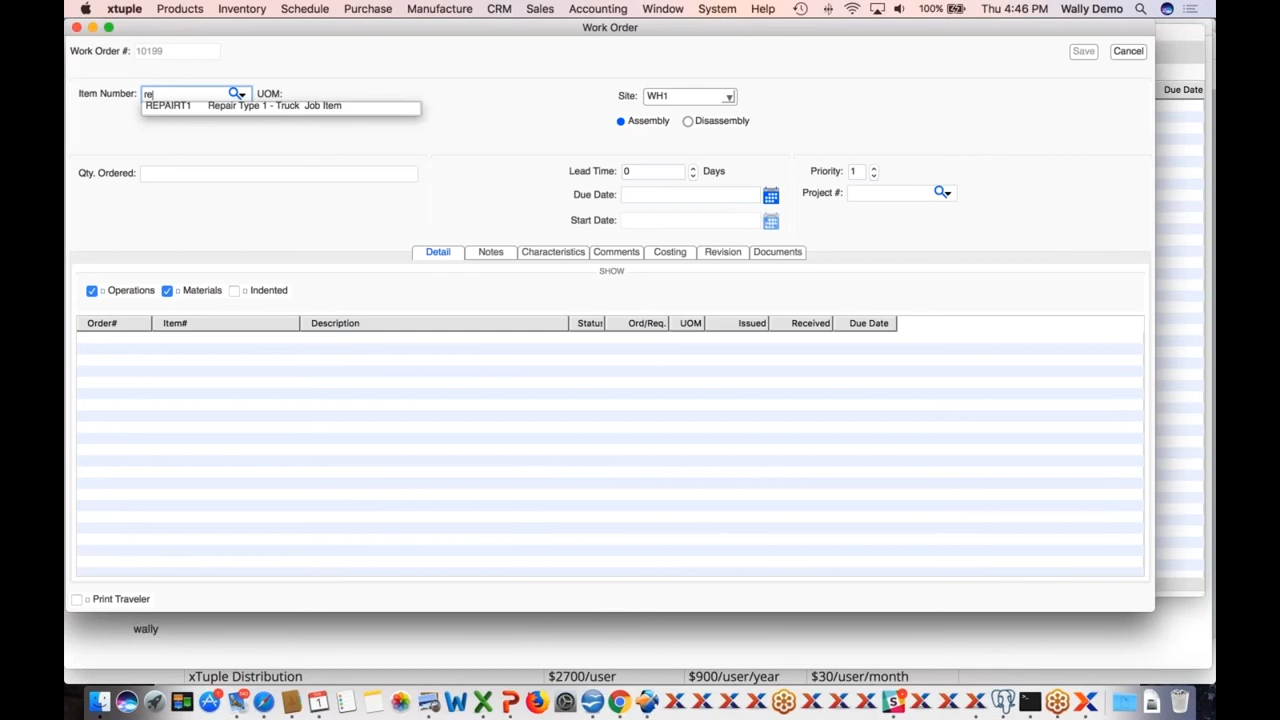 xtuple Products Inventory Schedule Purchase Manufacture CRM Sales Accounting Window System Help 100% Thu 4:46 PM Wally Demo
Work Order
Work Order #: 10199 Save Cancel
Due Date
Item Number: re UOM: Site: WH1
REPAIRT1 Repair Type 1 - Truck Job Item
Assembly Disassembly
Qty. Ordered: Lead Time: 0 Days Priority: 1
Due Date: Project #:
Start Date:
Detail Notes Characteristics Comments Costing Revision Documents
SHOW
Operations Materials Indented
Order# Item# Description Status Ord/Req. UOM Issued Received Due Date
Print Traveler
wally
xTuple Distribution $2700/user $900/user/year $30/user/month